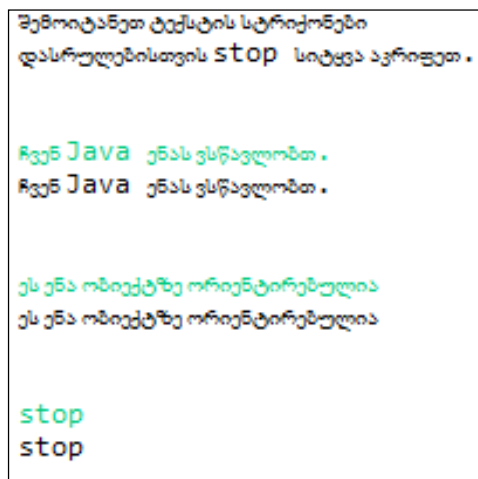 შემოიტანეთ ტექსტის სტრიქონები
დასრულებისთვის stop სიტყვა აკრიფეთ.
ჩვენ Java ენას ვსწავლობთ.
ჩვენ Java ენას ვსწავლობთ.
ეს ენა ობიექტზე ორიენტირებულია
ეს ენა ობიექტზე ორიენტირებულია
stop
stop